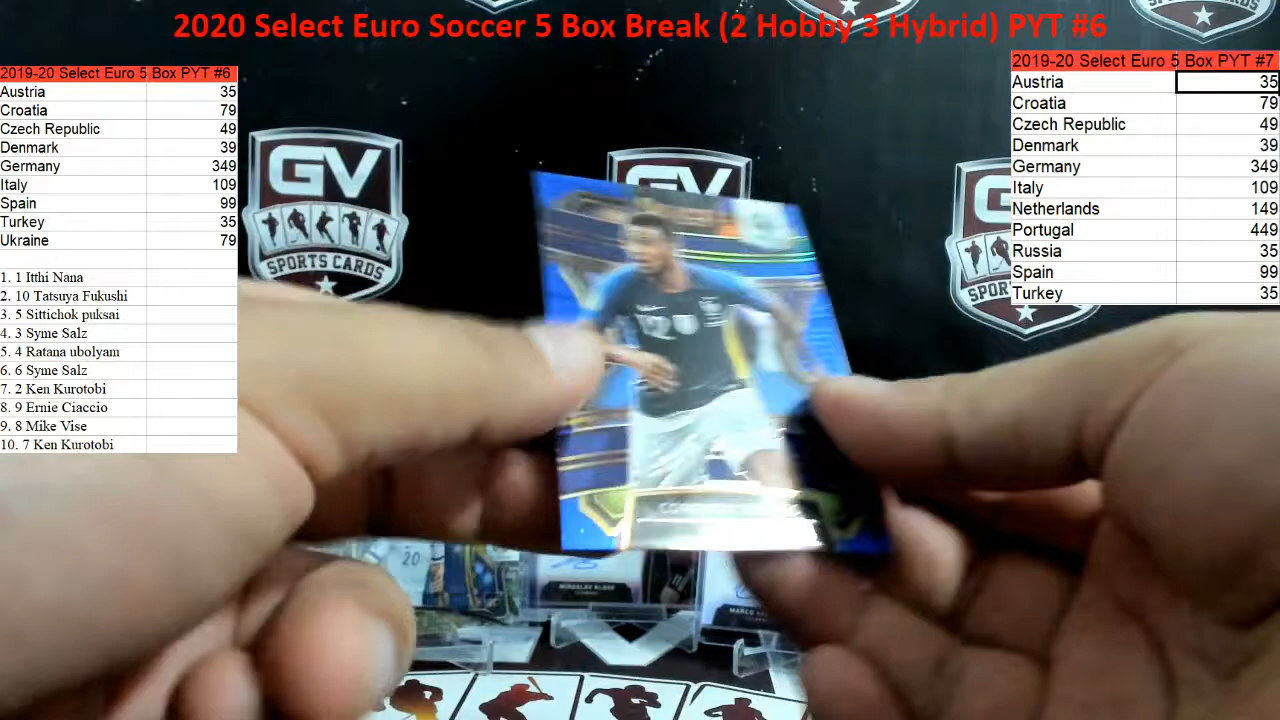 2020 Select Euro Soccer 5 Box Break (2 Hobby 3 Hybrid) PYT #6
2019-20 Select Euro 5 Box PYT #6
Austria 35
Croatia 79
Czech Republic 49
Denmark 39
Germany 349
Italy 109
Spain 99
Turkey 35
Ukraine 79
1. 1 Itthi Nana
2. 10 Tatsuya Fukushi
3. 5 Sittichok puksai
4. 3 Syme Salz
5. 4 Ratana ubolyam
6. 6 Syme Salz
7. 2 Ken Kurotobi
8. 9 Ernie Ciaccio
9. 8 Mike Vise
10. 7 Ken Kurotobi
2019-20 Select Euro 5 Box PYT #7
Austria 35
Croatia 79
Czech Republic 49
Denmark 39
Germany 349
Italy 109
Netherlands 149
Portugal 449
Russia 35
Spain 99
Turkey 35
GV
SPORTS CARDS
GV
12
20
MIROSLAV KLOSE
MARCO